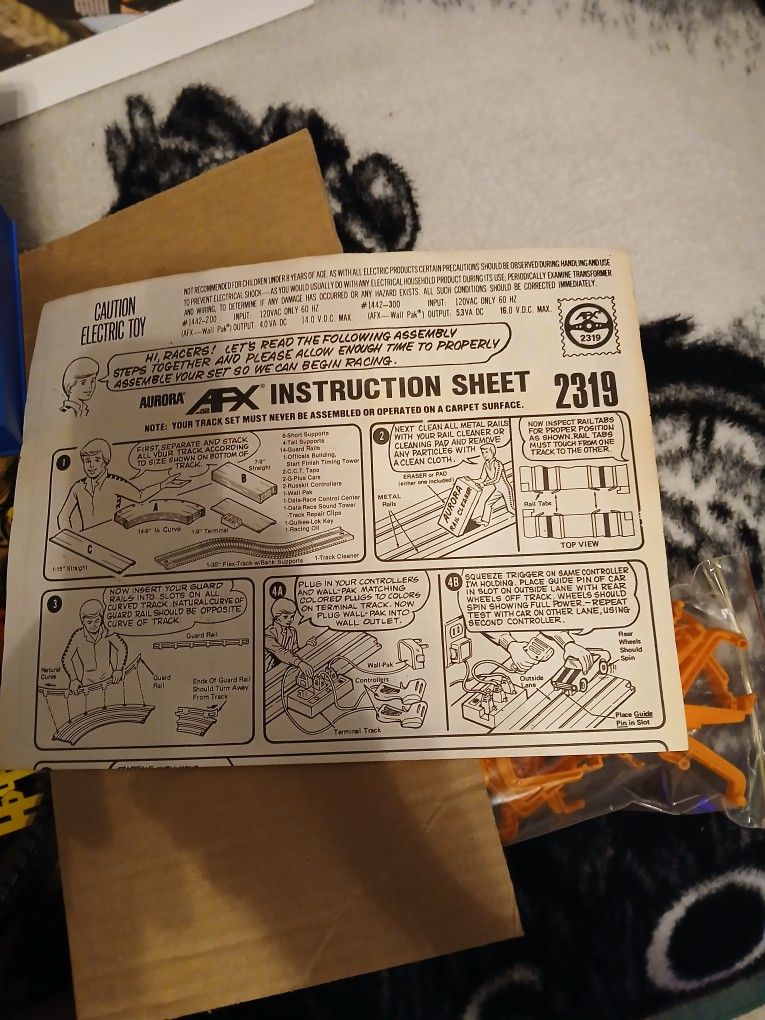 CAUTION
ELECTRIC TOY
NOT RECOMMENDED FOR CHILDREN UNDER 8 YEARS OF AGE. AS WITH ALL ELECTRIC PRODUCTS CERTAIN PRECAUTIONS SHOULD BE OBSERVED DURING HANDLING AND USE
TO PREVENT ELECTRICAL SHOCK—AS YOU WOULD USUALLY DO WITH ANY ELECTRICAL HOUSEHOLD PRODUCT DURING ITS USE, PERIODICALLY EXAMINE TRANSFORMER
AND WIRING, TO DETERMINE IF ANY DAMAGE HAS OCCURRED OR ANY HAZARD EXISTS. ALL SUCH CONDITIONS SHOULD BE CORRECTED IMMEDIATELY.
#1442-200 INPUT: 120VAC ONLY 60 HZ #1442-300 INPUT: 120VAC ONLY 60 HZ
(AFX—Wall Pak®) OUTPUT: 4.0 VA DC 14.0 V.D.C. MAX. (AFX—Wall Pak®) OUTPUT: 5.3VA DC 16.0 V.D.C. MAX.
AFX
2319
HI, RACERS! LET'S READ THE FOLLOWING ASSEMBLY
STEPS TOGETHER AND PLEASE ALLOW ENOUGH TIME TO PROPERLY
ASSEMBLE YOUR SET SO WE CAN BEGIN RACING.
AURORA® AFX® INSTRUCTION SHEET 2319
NOTE: YOUR TRACK SET MUST NEVER BE ASSEMBLED OR OPERATED ON A CARPET SURFACE.
1
FIRST SEPARATE AND STACK
ALL YOUR TRACK ACCORDING
TO SIZE SHOWN ON BOTTOM OF
TRACK.
A
B
C
7-9"
Straight
14-9" ¼ Curve
1-9" Terminal
1-15" Straight
1-36" Flex-Track w/Bank Supports
1-Track Cleaner
4-Tall Supports
14-Guard Rails
1-Officials Building,
Start Finish Timing Tower
2-C.C.T. Taps
2-G-Plus Cars
2-Russkit Controllers
1-Wall Pak
1-Data-Race Control Center
1-Data-Race Sound Tower
-Track Repair Clips
1-Quikee-Lok Key
1-Racing Oil
2
NEXT CLEAN ALL METAL RAILS
WITH YOUR RAIL CLEANER OR
CLEANING PAD AND REMOVE
ANY PARTICLES WITH
A CLEAN CLOTH.
ERASER or PAD
(either one included)
METAL
Rails
AURORA
RAIL CLEANER
NOW INSPECT RAIL TABS
FOR PROPER POSITION
AS SHOWN. RAIL TABS
MUST TOUCH FROM ONE
TRACK TO THE OTHER.
Rail Tabs
TOP VIEW
3
NOW INSERT YOUR GUARD
RAILS INTO SLOTS ON ALL
CURVED TRACK. NATURAL CURVE OF
GUARD RAIL SHOULD BE OPPOSITE
CURVE OF TRACK.
Guard Rail
Natural
Curve
Guard
Rail
Ends Of Guard Rail
Should Turn Away
From Track
4A
PLUG IN YOUR CONTROLLERS
AND WALL-PAK MATCHING
COLORED PLUGS TO COLORS
ON TERMINAL TRACK. NOW
PLUG WALL-PAK INTO
WALL OUTLET.
Wall-Pak
Controllers
Terminal Track
4B
SQUEEZE TRIGGER ON SAME CONTROLLER
I'M HOLDING. PLACE GUIDE PIN OF CAR
IN SLOT ON OUTSIDE LANE WITH REAR
WHEELS OFF TRACK. WHEELS SHOULD
SPIN SHOWING FULL POWER.—REPEAT
TEST WITH CAR ON OTHER LANE, USING
SECOND CONTROLLER.
Rear
Wheels
Should
Spin
Outside
Lane
Place Guide
Pin in Slot